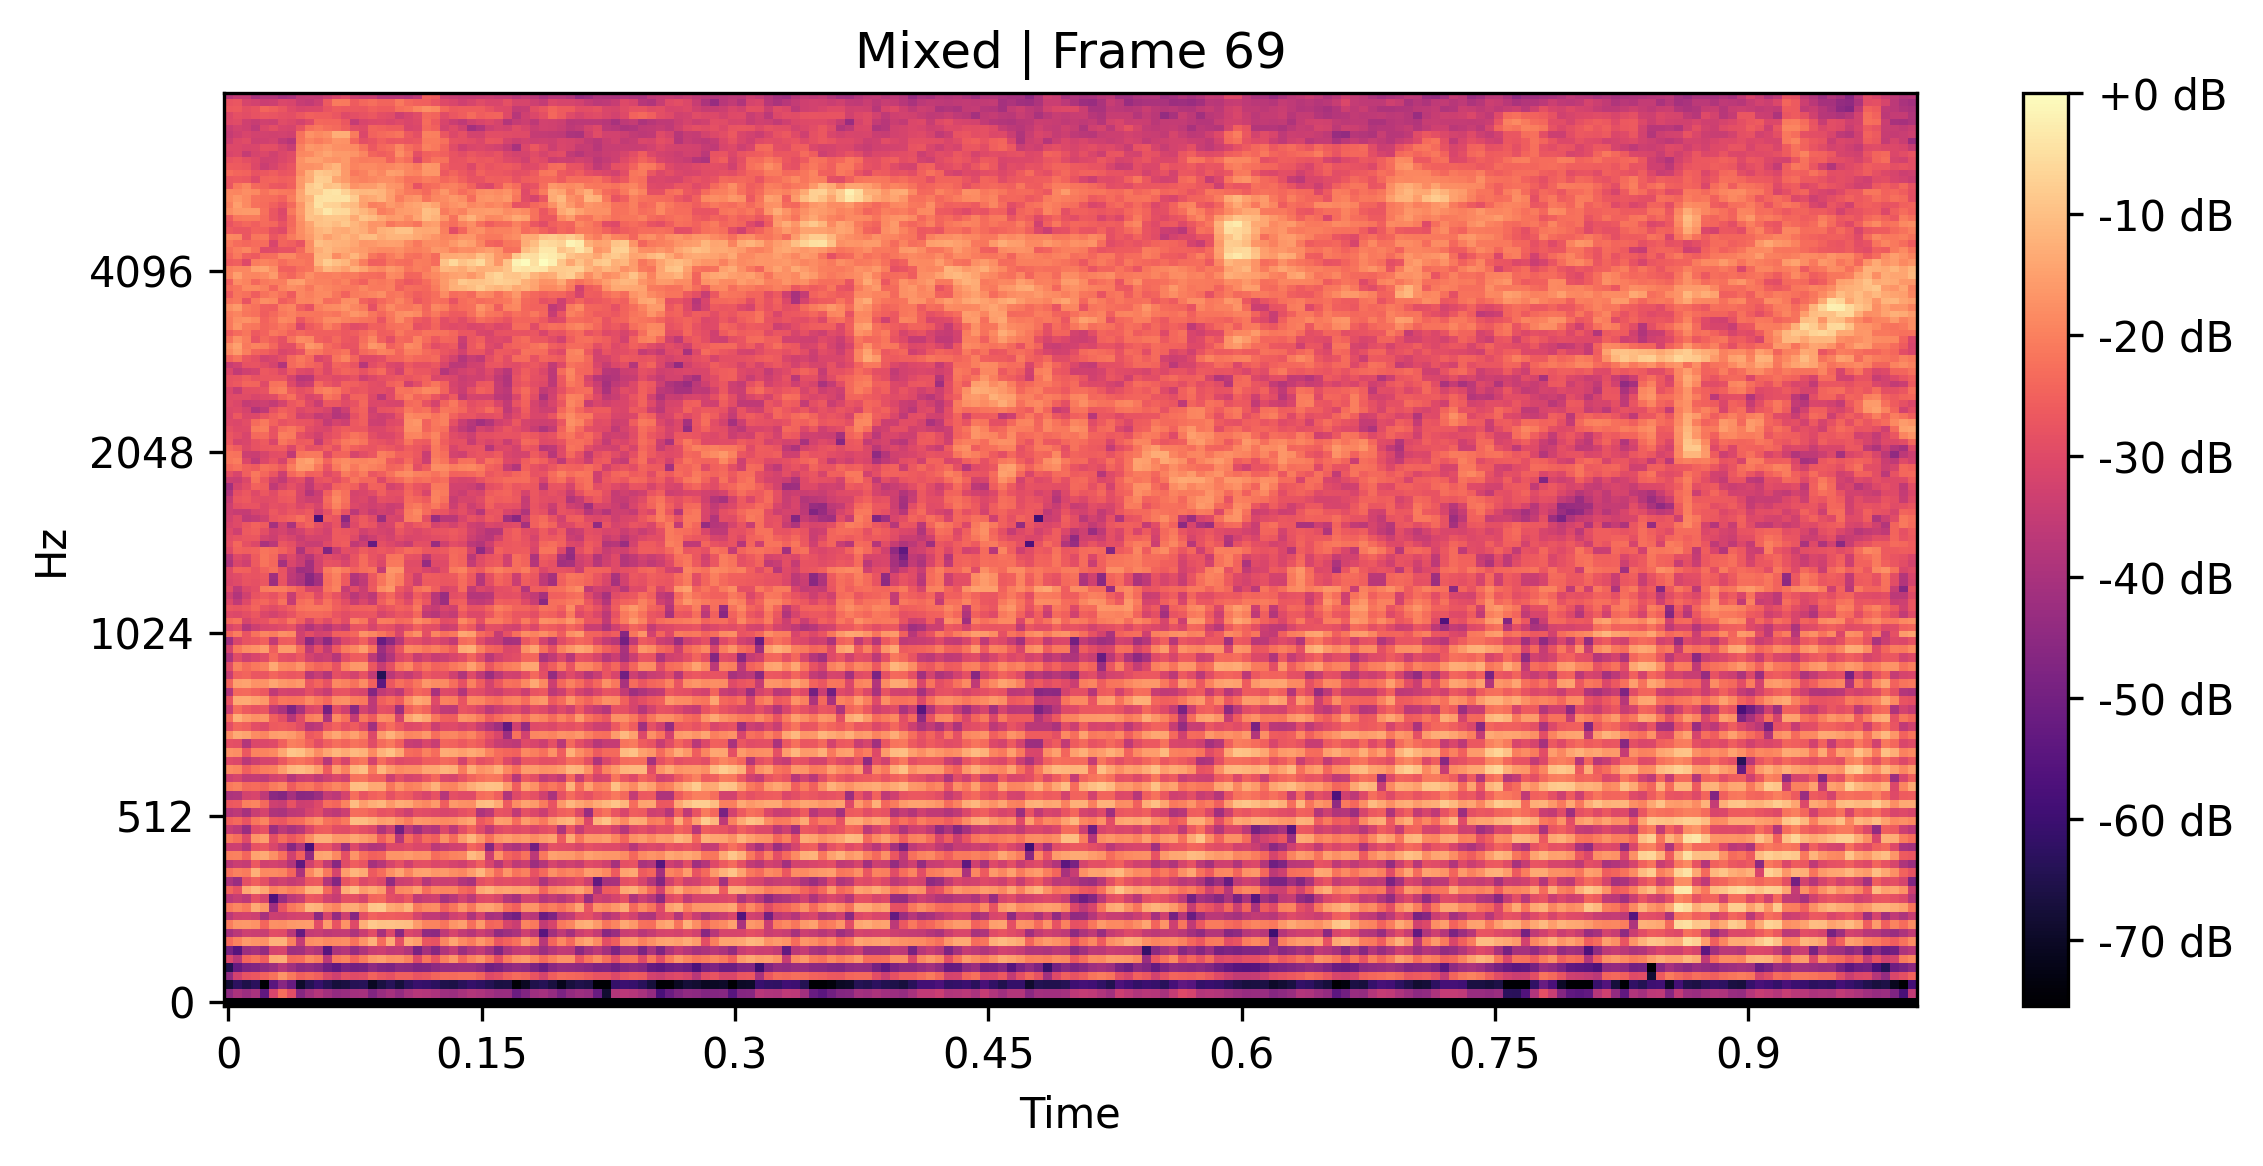 Mixed | Frame 69
+0 dB
-10 dB
-20 dB
-30 dB
-40 dB
-50 dB
-60 dB
-70 dB
4096
2048
1024
512
0
Hz
0 0.15 0.3 0.45 0.6 0.75 0.9
Time